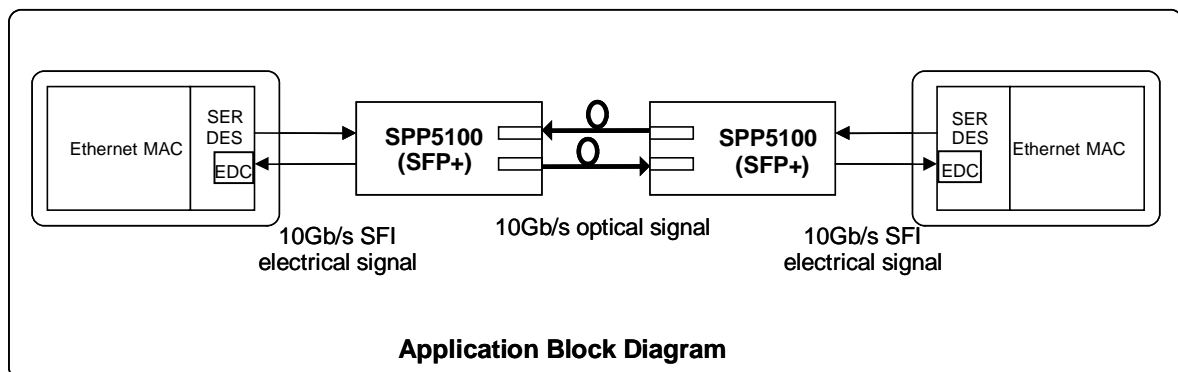 Ethernet MAC
SER
DES
EDC
SPP5100
(SFP+)
SPP5100
(SFP+)
SER
DES
EDC
Ethernet MAC
10Gb/s SFI
electrical signal
10Gb/s optical signal
10Gb/s SFI
electrical signal
Application Block Diagram